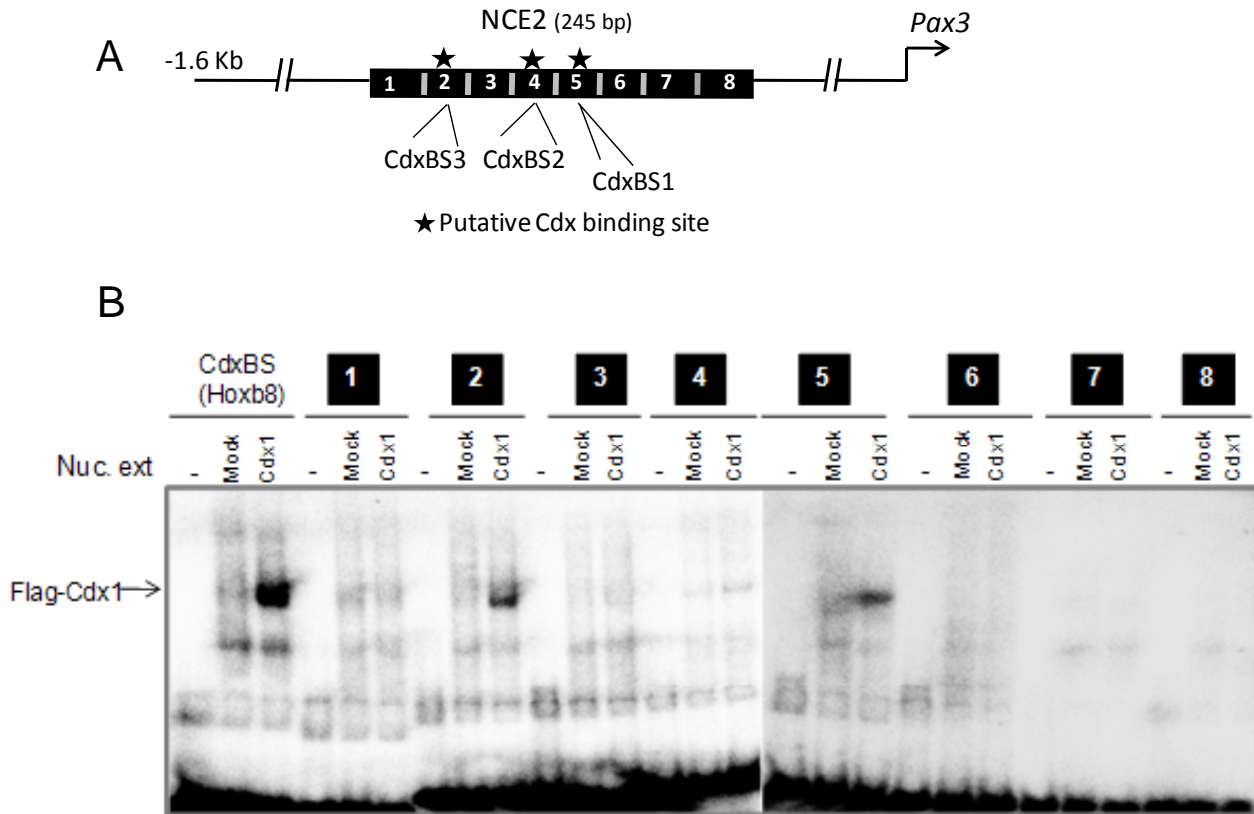 A
NCE2 (245 bp)
Pax3
-1.6 Kb
1 2 3 4 5 6 7 8
CdxBS3 CdxBS2 CdxBS1
★ Putative Cdx binding site
B
CdxBS
(Hoxb8)
1 2 3 4 5 6 7 8
Nuc. ext - Mock Cdx1 - Mock Cdx1 - Mock Cdx1 - Mock Cdx1 - Mock Cdx1 - Mock Cdx1 - Mock Cdx1 - Mock Cdx1 - Mock Cdx1
Flag-Cdx1